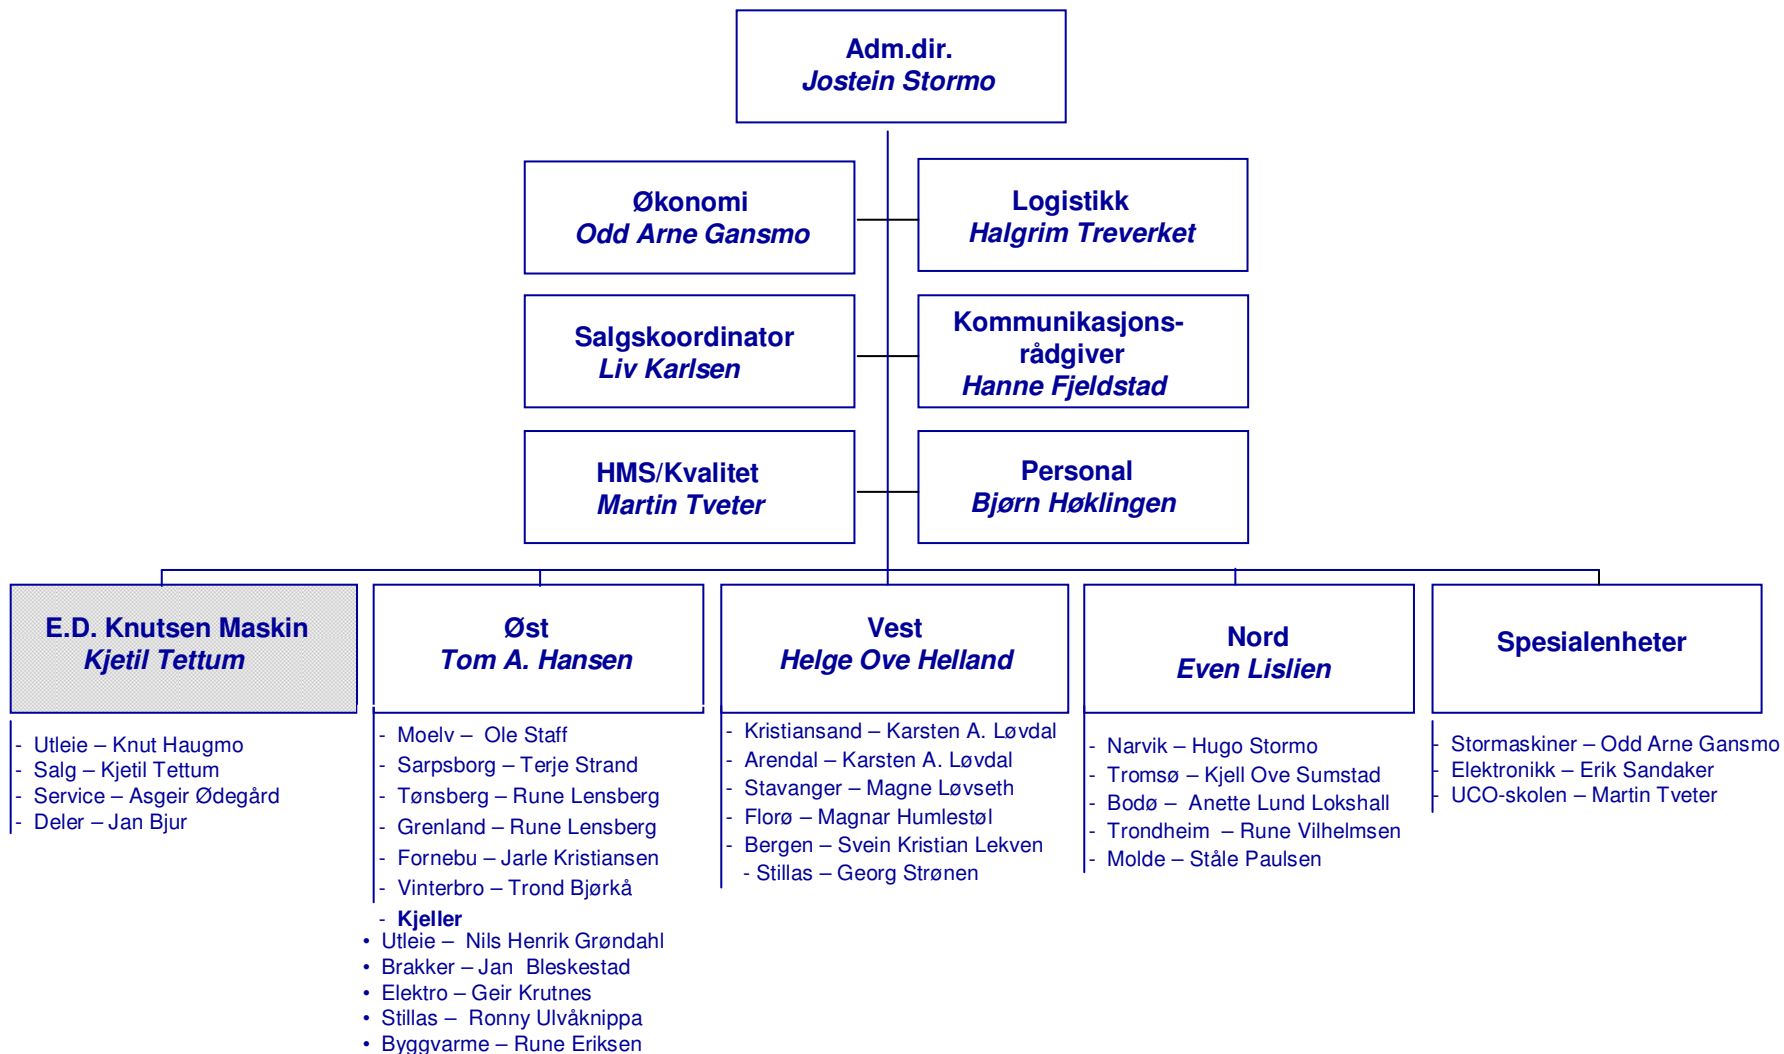 Adm.dir.
Jostein Stormo
Økonomi
Odd Arne Gansmo
Logistikk
Halgrim Treverket
Salgskoordinator
Liv Karlsen
Kommunikasjons-
rådgiver
Hanne Fjeldstad
HMS/Kvalitet
Martin Tveter
Personal
Bjørn Høklingen
E.D. Knutsen Maskin
Kjetil Tettum
- Utleie – Knut Haugmo
- Salg – Kjetil Tettum
- Service – Asgeir Ødegård
- Deler – Jan Bjur
Øst
Tom A. Hansen
- Moelv – Ole Staff
- Sarpsborg – Terje Strand
- Tønsberg – Rune Lensberg
- Grenland – Rune Lensberg
- Fornebu – Jarle Kristiansen
- Vinterbro – Trond Bjørkå
- Kjeller
• Utleie – Nils Henrik Grøndahl
• Brakker – Jan Bleskestad
• Elektro – Geir Krutnes
• Stillas – Ronny Ulvåknippa
• Byggvarme – Rune Eriksen
Vest
Helge Ove Helland
- Kristiansand – Karsten A. Løvdal
- Arendal – Karsten A. Løvdal
- Stavanger – Magne Løvseth
- Florø – Magnar Humlestøl
- Bergen – Svein Kristian Lekven
- Stillas – Georg Strønen
Nord
Even Lislien
- Narvik – Hugo Stormo
- Tromsø – Kjell Ove Sumstad
- Bodø – Anette Lund Lokshall
- Trondheim – Rune Vilhelmsen
- Molde – Ståle Paulsen
Spesialenheter
- Stormaskiner – Odd Arne Gansmo
- Elektronikk – Erik Sandaker
- UCO-skolen – Martin Tveter